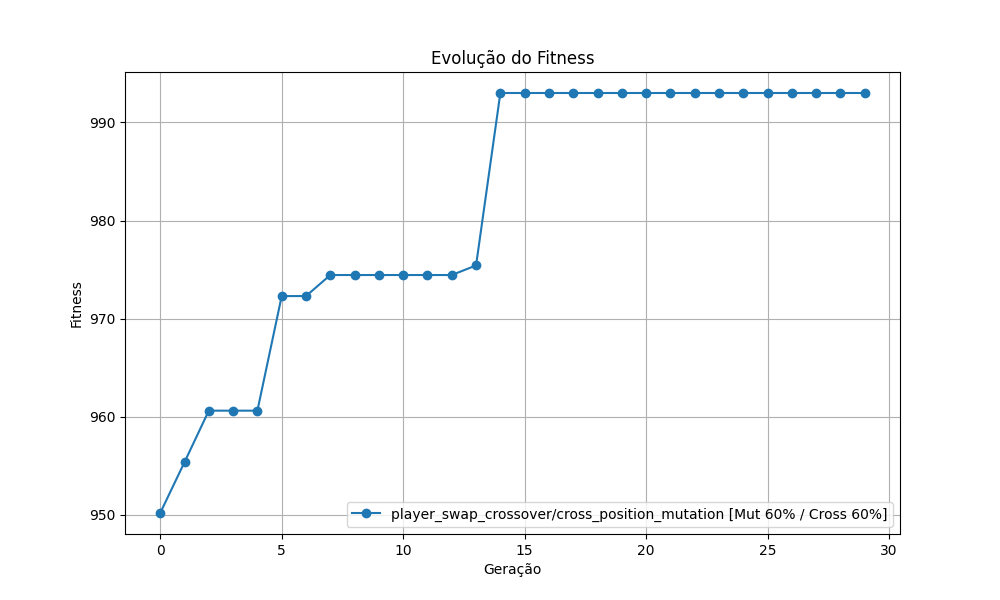 Evolução do Fitness
Fitness
990
980
970
960
950
player_swap_crossover/cross_position_mutation [Mut 60% / Cross 60%]
0 5 10 15 20 25 30
Geração